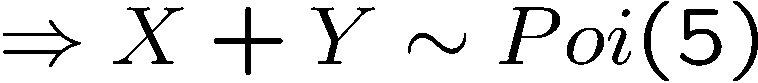 ⇒ X + Y ∼ Poi(5)